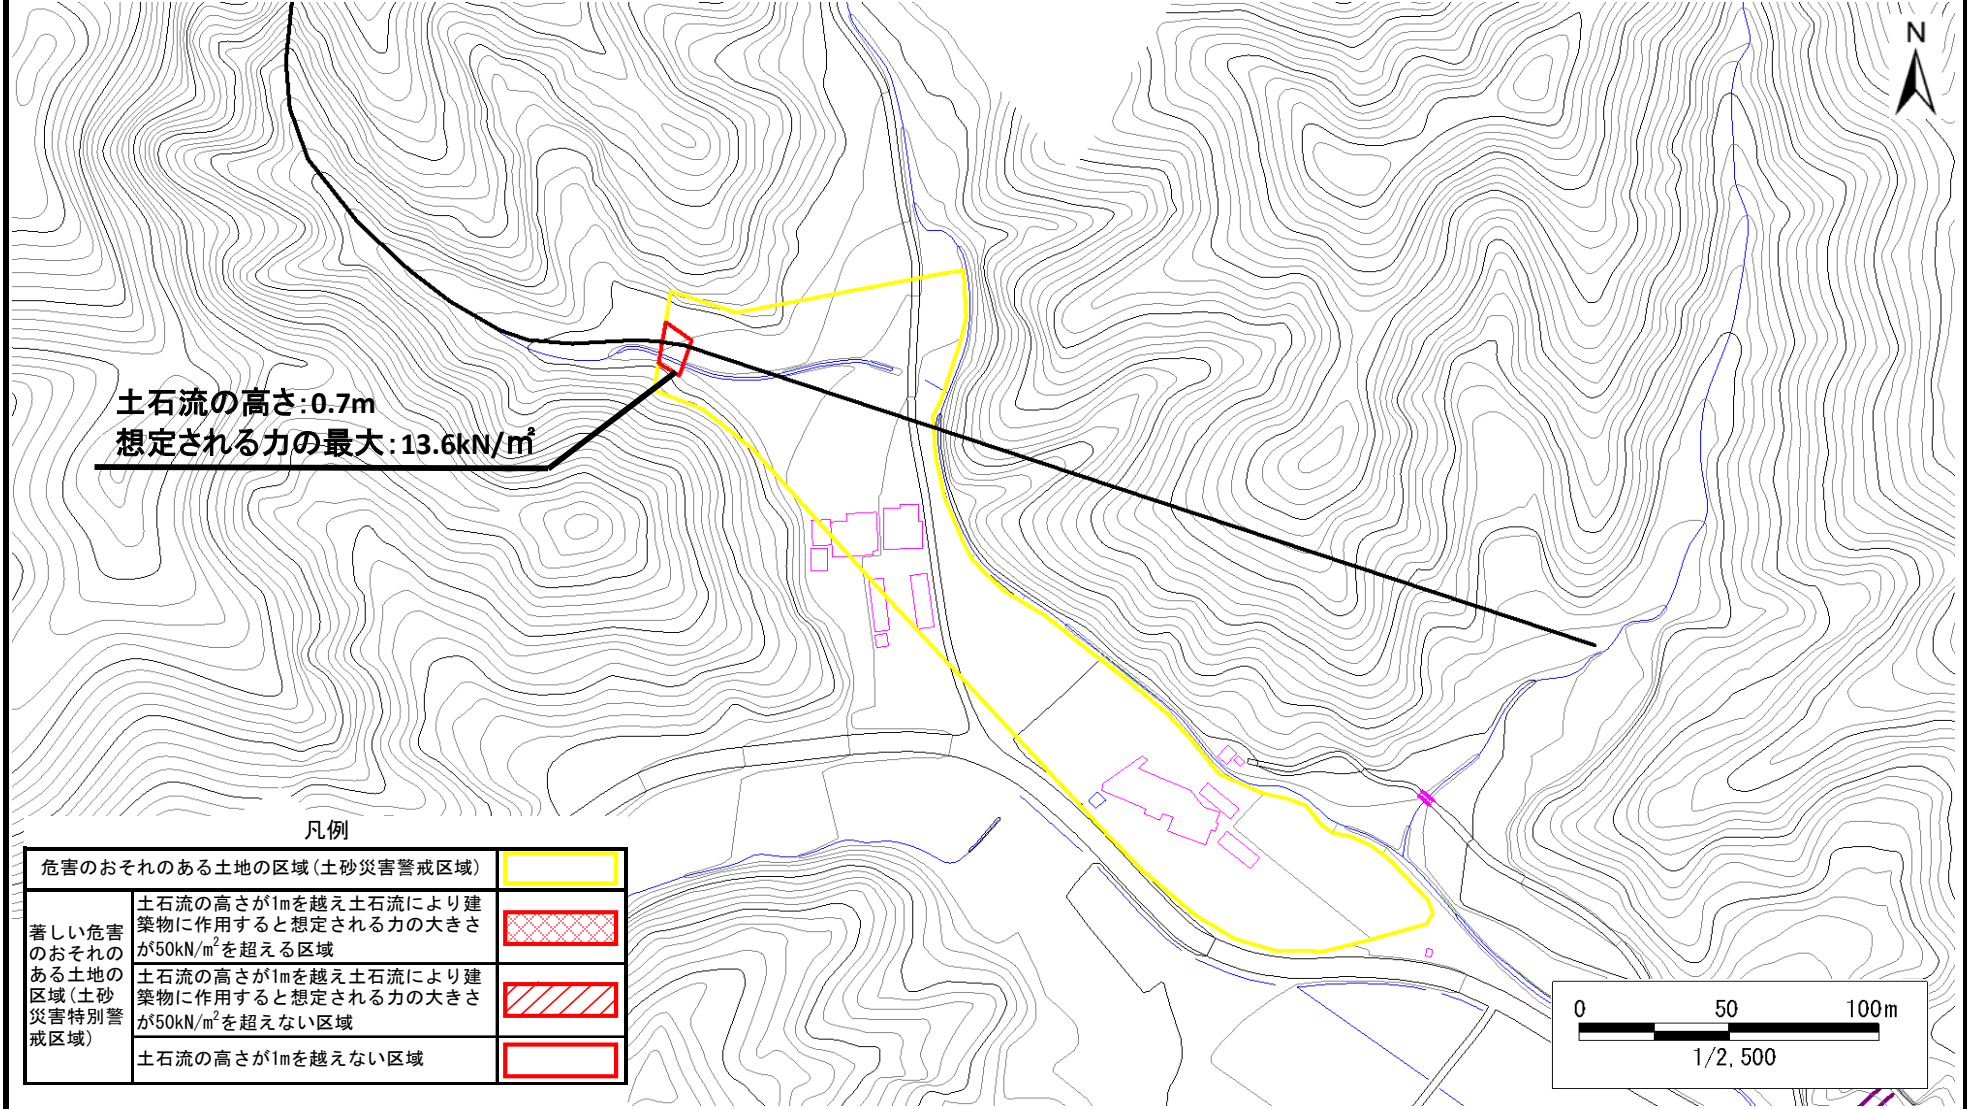 N
土石流の高さ:0.7m
想定される力の最大:13.6kN/㎡
凡例
危害のおそれのある土地の区域(土砂災害警戒区域)
著しい危害
のおそれの
ある土地の
区域(土砂
災害特別警
戒区域)
土石流の高さが1mを越え土石流により建
築物に作用すると想定される力の大きさ
が50kN/m²を超える区域
土石流の高さが1mを越え土石流により建
築物に作用すると想定される力の大きさ
が50kN/m²を超えない区域
土石流の高さが1mを越えない区域
0 50 100m
1/2,500